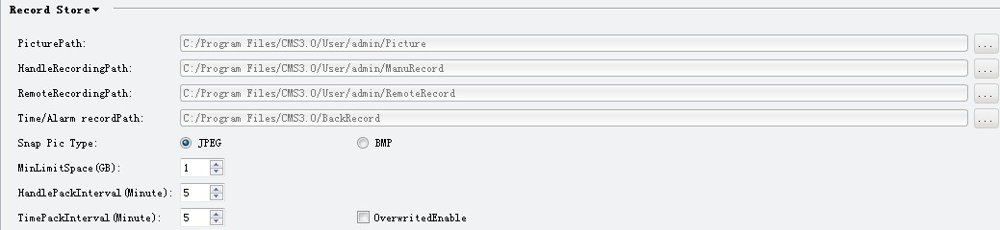 Record Store
PicturePath: C:/Program Files/CMS3.0/User/admin/Picture ...
HandleRecordingPath: C:/Program Files/CMS3.0/User/admin/ManuRecord ...
RemoteRecordingPath: C:/Program Files/CMS3.0/User/admin/RemoteRecord ...
Time/Alarm recordPath: C:/Program Files/CMS3.0/BackRecord ...
Snap Pic Type: JPEG BMP
MinLimitSpace(GB): 1
HandlePackInterval(Minute): 5
TimePackInterval(Minute): 5 OverwritedEnable